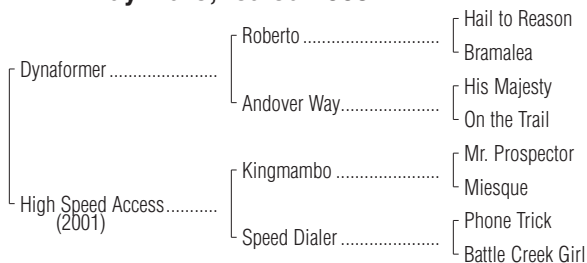 Roberto
Hail to Reason
Bramalea
Dynaformer
Andover Way
His Majesty
On the Trail
Kingmambo
Mr. Prospector
Miesque
High Speed Access
(2001)
Speed Dialer
Phone Trick
Battle Creek Girl